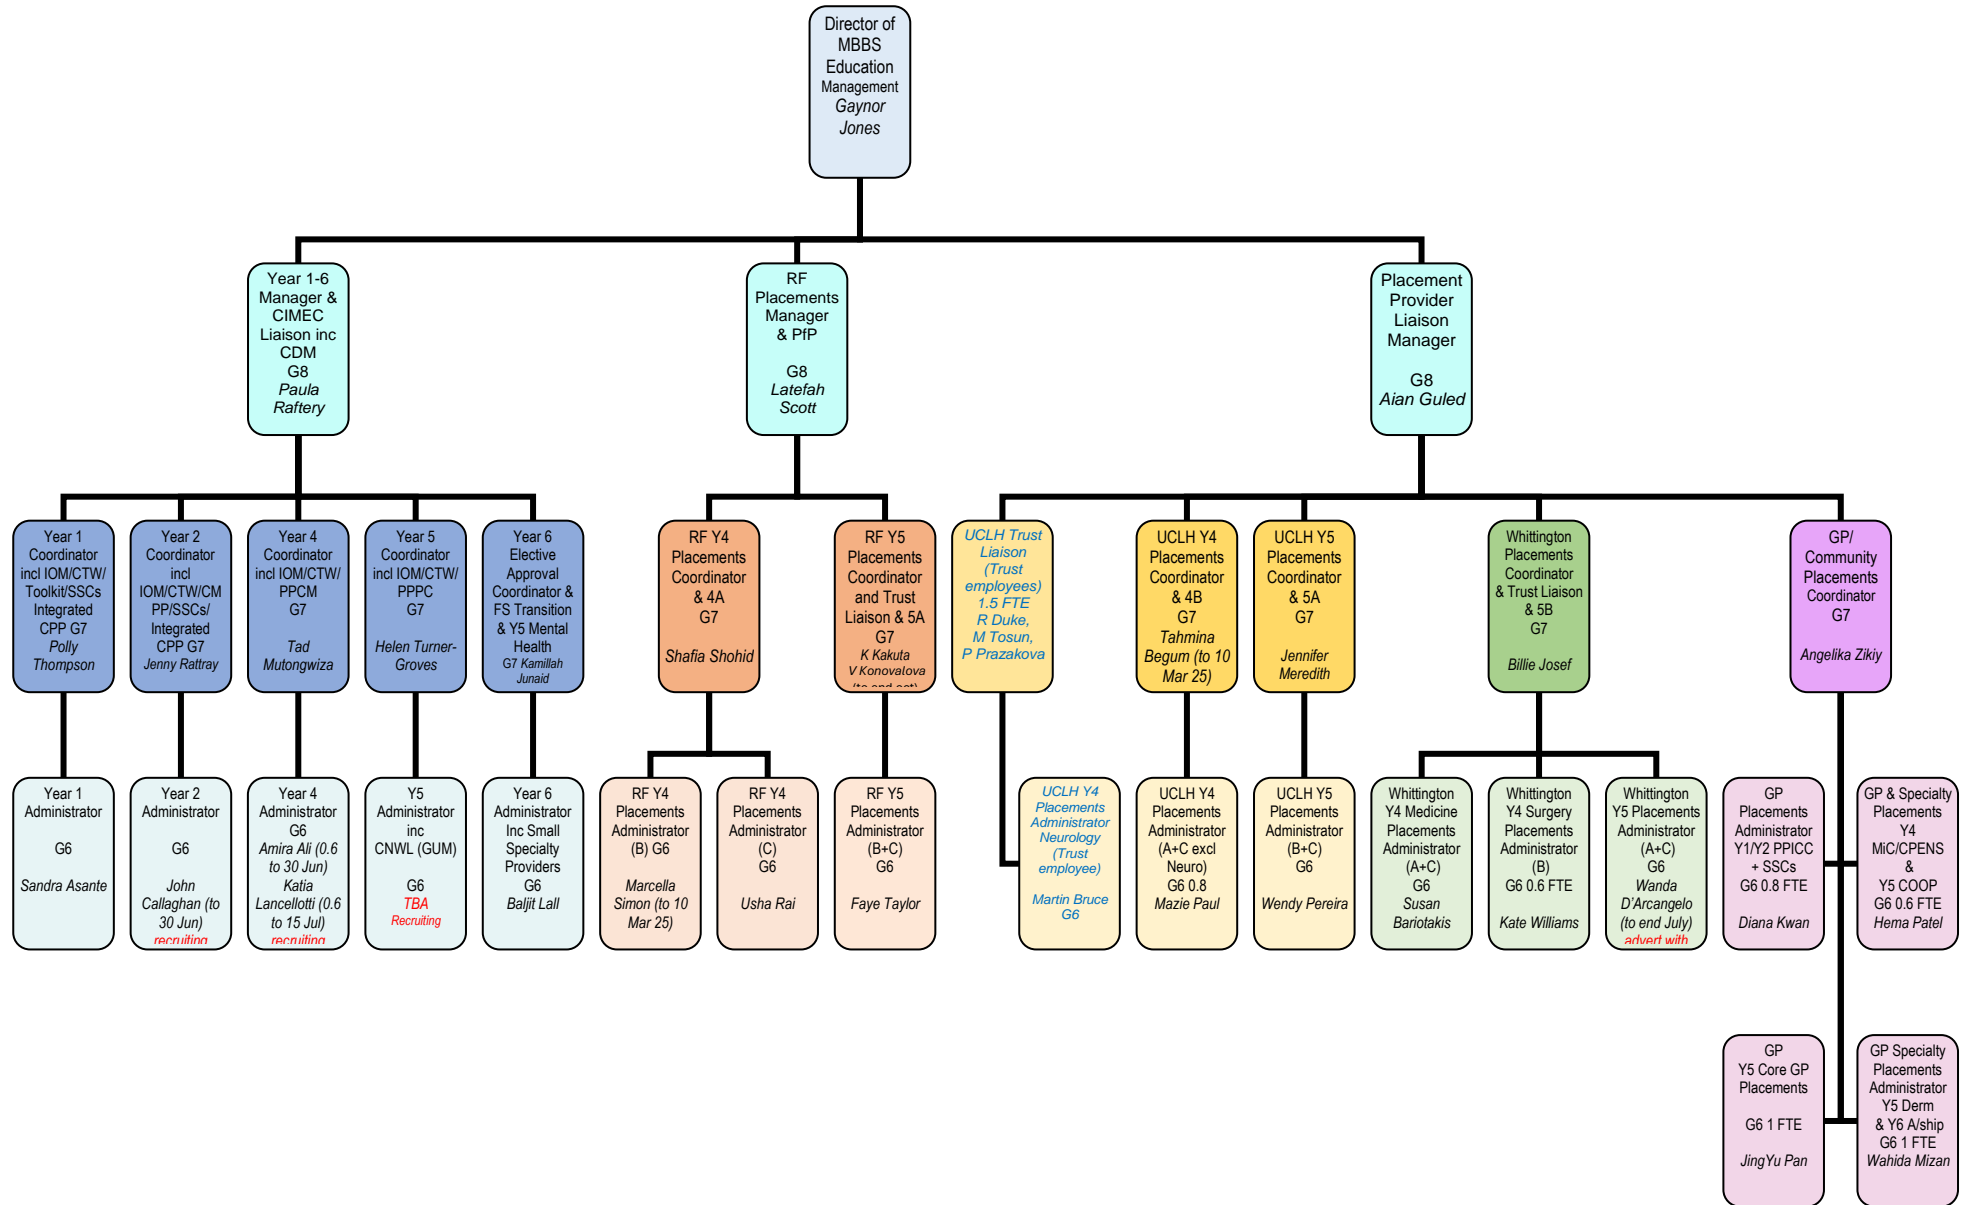 Director of
MBBS
Education
Management
Gaynor
Jones
Year 1-6
Manager &
CIMEC
Liaison inc
CDM
G8
Paula
Raftery
RF
Placements
Manager
& PfP
G8
Latefah
Scott
Placement
Provider
Liaison
Manager
G8
Aian Guled
Year 1
Coordinator
incl IOM/CTW/
Toolkit/SSCs
Integrated
CPP G7
Polly
Thompson
Year 2
Coordinator
incl
IOM/CTW/CM
PP/SSCs/
Integrated
CPP G7
Jenny Rattray
Year 4
Coordinator
incl IOM/CTW/
PPCM
G7
Tad
Mutongwiza
Year 5
Coordinator
incl IOM/CTW/
PPPC
G7
Helen Turner-
Groves
Year 6
Elective
Approval
Coordinator &
FS Transition
& Y5 Mental
Health
G7 Kamillah
Junaid
RF Y4
Placements
Coordinator
& 4A
G7
Shafia Shohid
RF Y5
Placements
Coordinator
and Trust
Liaison & 5A
G7
K Kakuta
V Konovalova
UCLH Trust
Liaison
(Trust
employees)
1.5 FTE
R Duke,
M Tosun,
P Prazakova
UCLH Y4
Placements
Coordinator
& 4B
G7
Tahmina
Begum (to 10
Mar 25)
UCLH Y5
Placements
Coordinator
& 5A
G7
Jennifer
Meredith
Whittington
Placements
Coordinator
& Trust Liaison
& 5B
G7
Billie Josef
GP/
Community
Placements
Coordinator
G7
Angelika Zikiy
Year 1
Administrator
G6
Sandra Asante
Year 2
Administrator
G6
John
Callaghan (to
30 Jun)
recruiting
Year 4
Administrator
G6
Amira Ali (0.6
to 30 Jun)
Katia
Lancellotti (0.6
to 15 Jul)
recruiting
Y5
Administrator
inc
CNWL (GUM)
G6
TBA
Recruiting
Year 6
Administrator
Inc Small
Specialty
Providers
G6
Baljit Lall
RF Y4
Placements
Administrator
(B) G6
Marcella
Simon (to 10
Mar 25)
RF Y4
Placements
Administrator
(C)
G6
Usha Rai
RF Y5
Placements
Administrator
(B+C)
G6
Faye Taylor
UCLH Y4
Placements
Administrator
Neurology
(Trust
employee)
Martin Bruce
G6
UCLH Y4
Placements
Administrator
(A+C excl
Neuro)
G6 0.8
Mazie Paul
UCLH Y5
Placements
Administrator
(B+C)
G6
Wendy Pereira
Whittington
Y4 Medicine
Placements
Administrator
(A+C)
G6
Susan
Bariotakis
Whittington
Y4 Surgery
Placements
Administrator
(B)
G6 0.6 FTE
Kate Williams
Whittington
Y5 Placements
Administrator
(A+C)
G6
Wanda
D'Arcangelo
(to end July)
advert with
GP
Placements
Administrator
Y1/Y2 PPICC
+ SSCs
G6 0.8 FTE
Diana Kwan
GP & Specialty
Placements
Y4
MiC/CPENS
&
Y5 COOP
G6 0.6 FTE
Hema Patel
GP
Y5 Core GP
Placements
G6 1 FTE
JingYu Pan
GP Specialty
Placements
Administrator
Y5 Derm
& Y6 A/ship
G6 1 FTE
Wahida Mizan